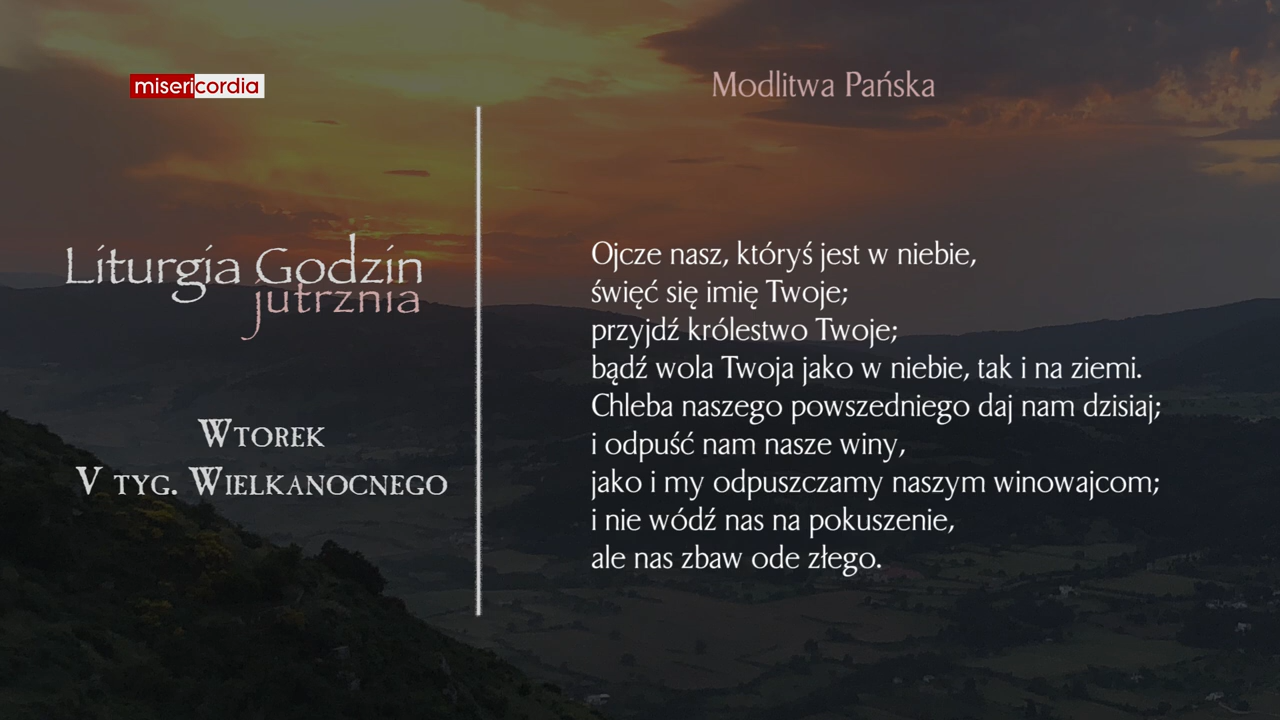 misericordia
Liturgia Godzin
jutrznia
Wtorek
V tyg. Wielkanocnego
Modlitwa Pańska
Ojcze nasz, któryś jest w niebie,
święć się imię Twoje;
przyjdź królestwo Twoje;
bądź wola Twoja jako w niebie, tak i na ziemi.
Chleba naszego powszedniego daj nam dzisiaj;
i odpuść nam nasze winy,
jako i my odpuszczamy naszym winowajcom;
i nie wódź nas na pokuszenie,
ale nas zbaw ode złego.